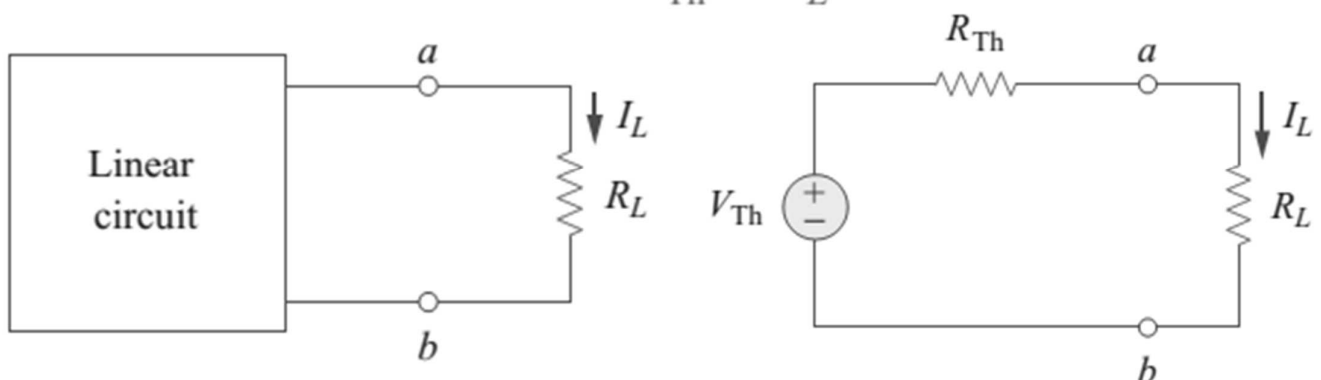 a
I_L
Linear
circuit
R_L
b
R_Th
a
I_L
V_Th
+
−
R_L
b